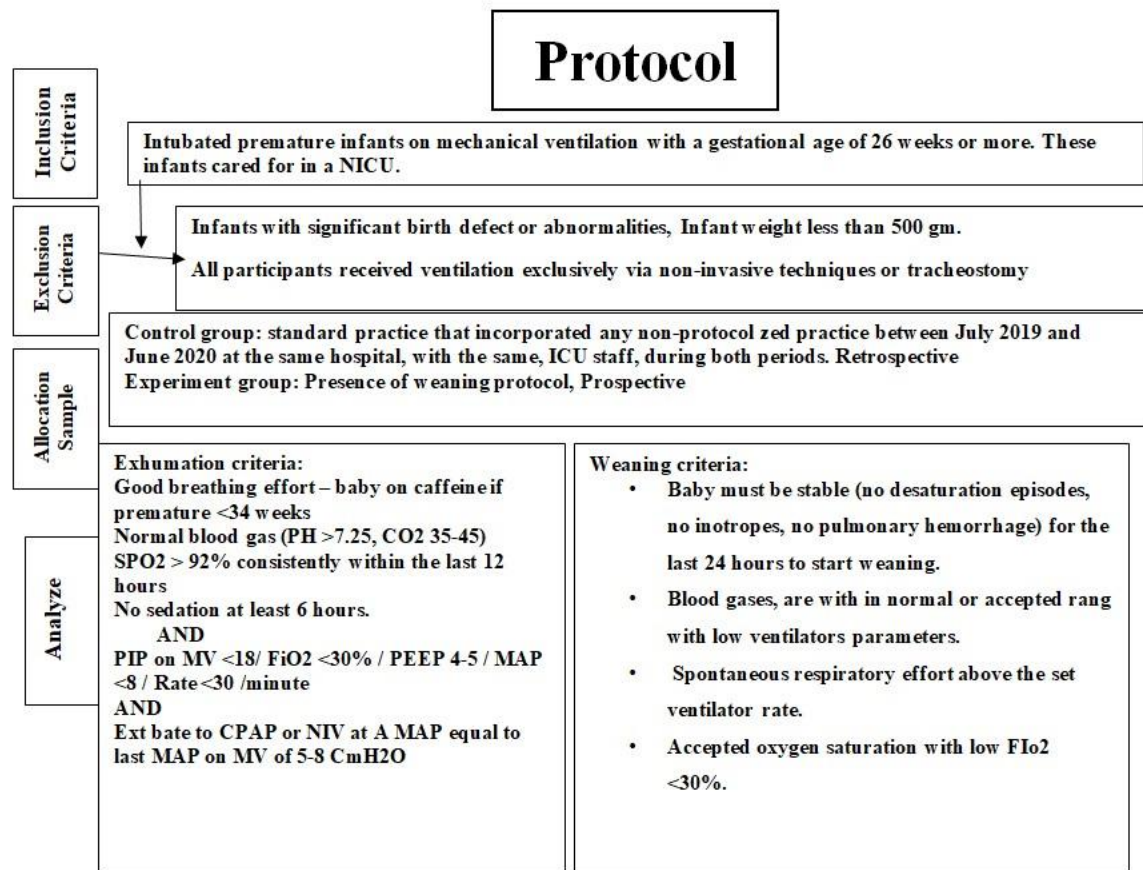 Protocol
Inclusion
Criteria
Intubated premature infants on mechanical ventilation with a gestational age of 26 weeks or more. These
infants cared for in a NICU.
Exclusion
Criteria
Infants with significant birth defect or abnormalities, Infant weight less than 500 gm.
All participants received ventilation exclusively via non-invasive techniques or tracheostomy
Allocation
Sample
Control group: standard practice that incorporated any non-protocol zed practice between July 2019 and
June 2020 at the same hospital, with the same, ICU staff, during both periods. Retrospective
Experiment group: Presence of weaning protocol, Prospective
Analyze
Exhumation criteria:
Good breathing effort – baby on caffeine if
premature <34 weeks
Normal blood gas (PH >7.25, CO2 35-45)
SPO2 > 92% consistently within the last 12
hours
No sedation at least 6 hours.
AND
PIP on MV <18/ FiO2 <30% / PEEP 4-5 / MAP
<8 / Rate <30 /minute
AND
Ext bate to CPAP or NIV at A MAP equal to
last MAP on MV of 5-8 CmH2O
Weaning criteria:
• Baby must be stable (no desaturation episodes,
no inotropes, no pulmonary hemorrhage) for the
last 24 hours to start weaning.
• Blood gases, are with in normal or accepted rang
with low ventilators parameters.
• Spontaneous respiratory effort above the set
ventilator rate.
• Accepted oxygen saturation with low FIo2
<30%.